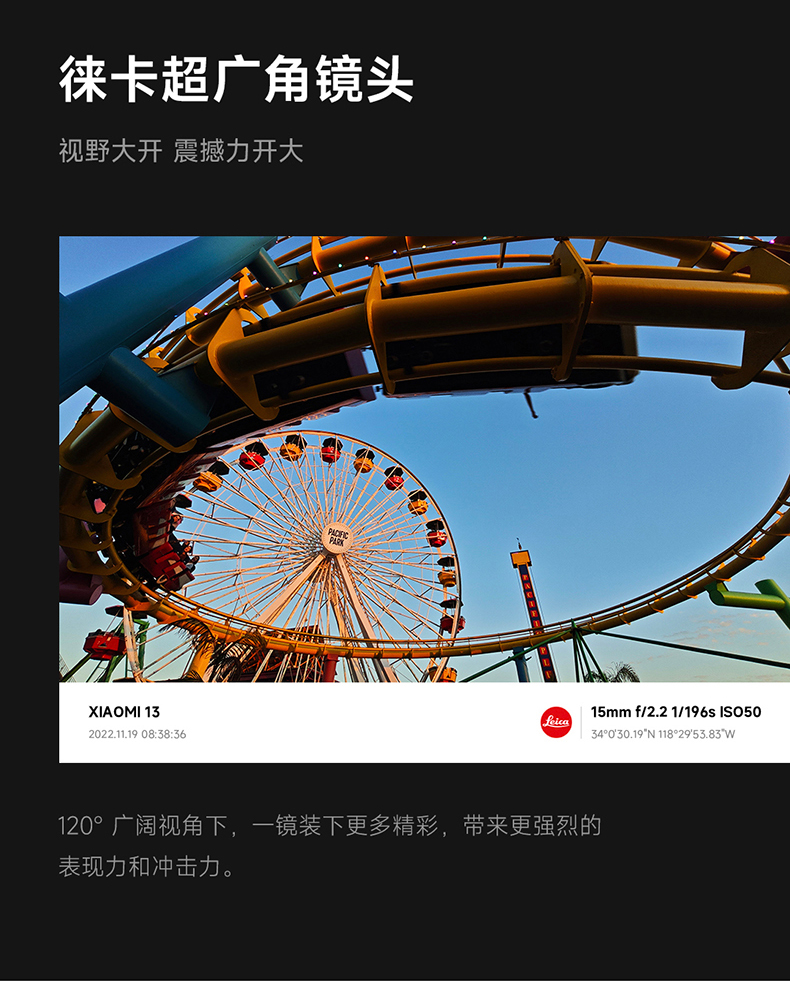 徕卡超广角镜头
视野大开 震撼力开大
PACIFIC
PARK
XIAOMI 13
2022.11.19 08:38:36
Leica
15mm f/2.2 1/196s ISO50
34°0'30.19"N 118°29'53.83"W
120° 广阔视角下，一镜装下更多精彩，带来更强烈的
表现力和冲击力。